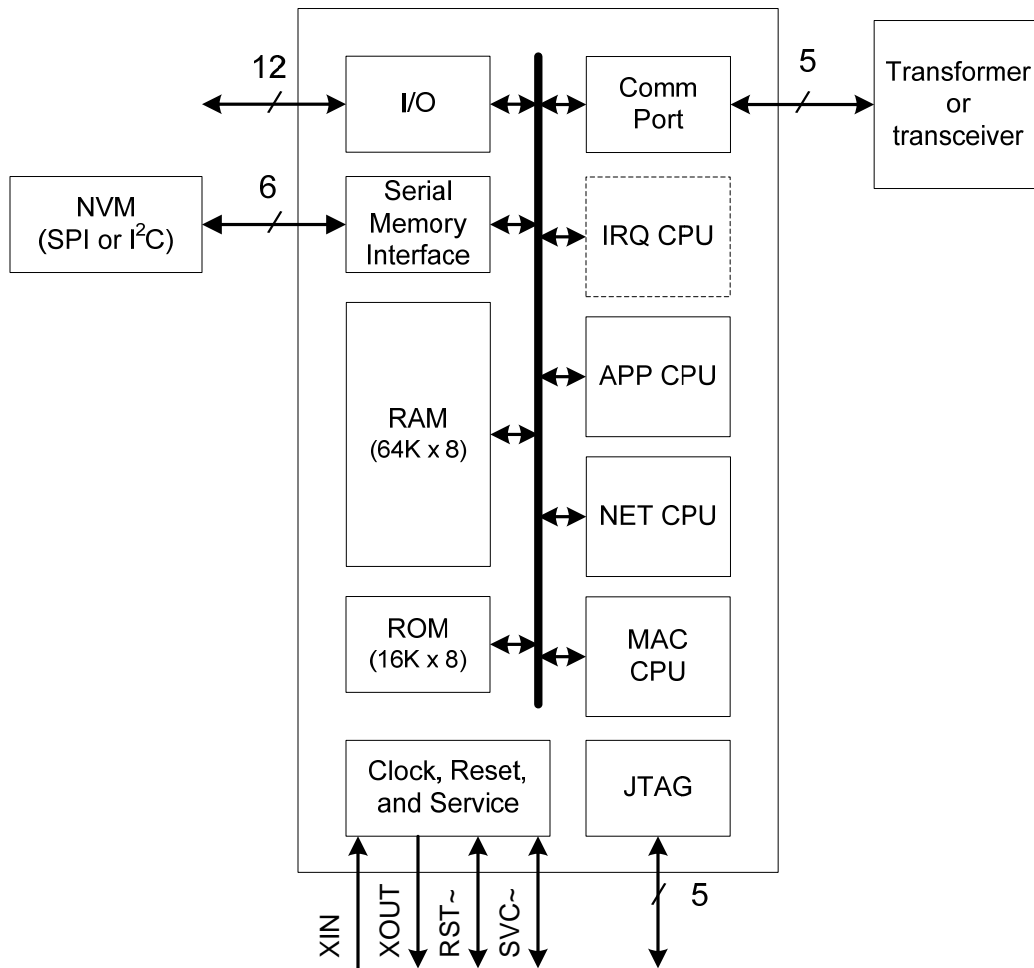 12
I/O
Comm
Port
5
Transformer
or
transceiver
NVM
(SPI or I²C)
6
Serial
Memory
Interface
IRQ CPU
RAM
(64K x 8)
APP CPU
NET CPU
ROM
(16K x 8)
MAC
CPU
Clock, Reset,
and Service
JTAG
XIN
XOUT
RST~
SVC~
5